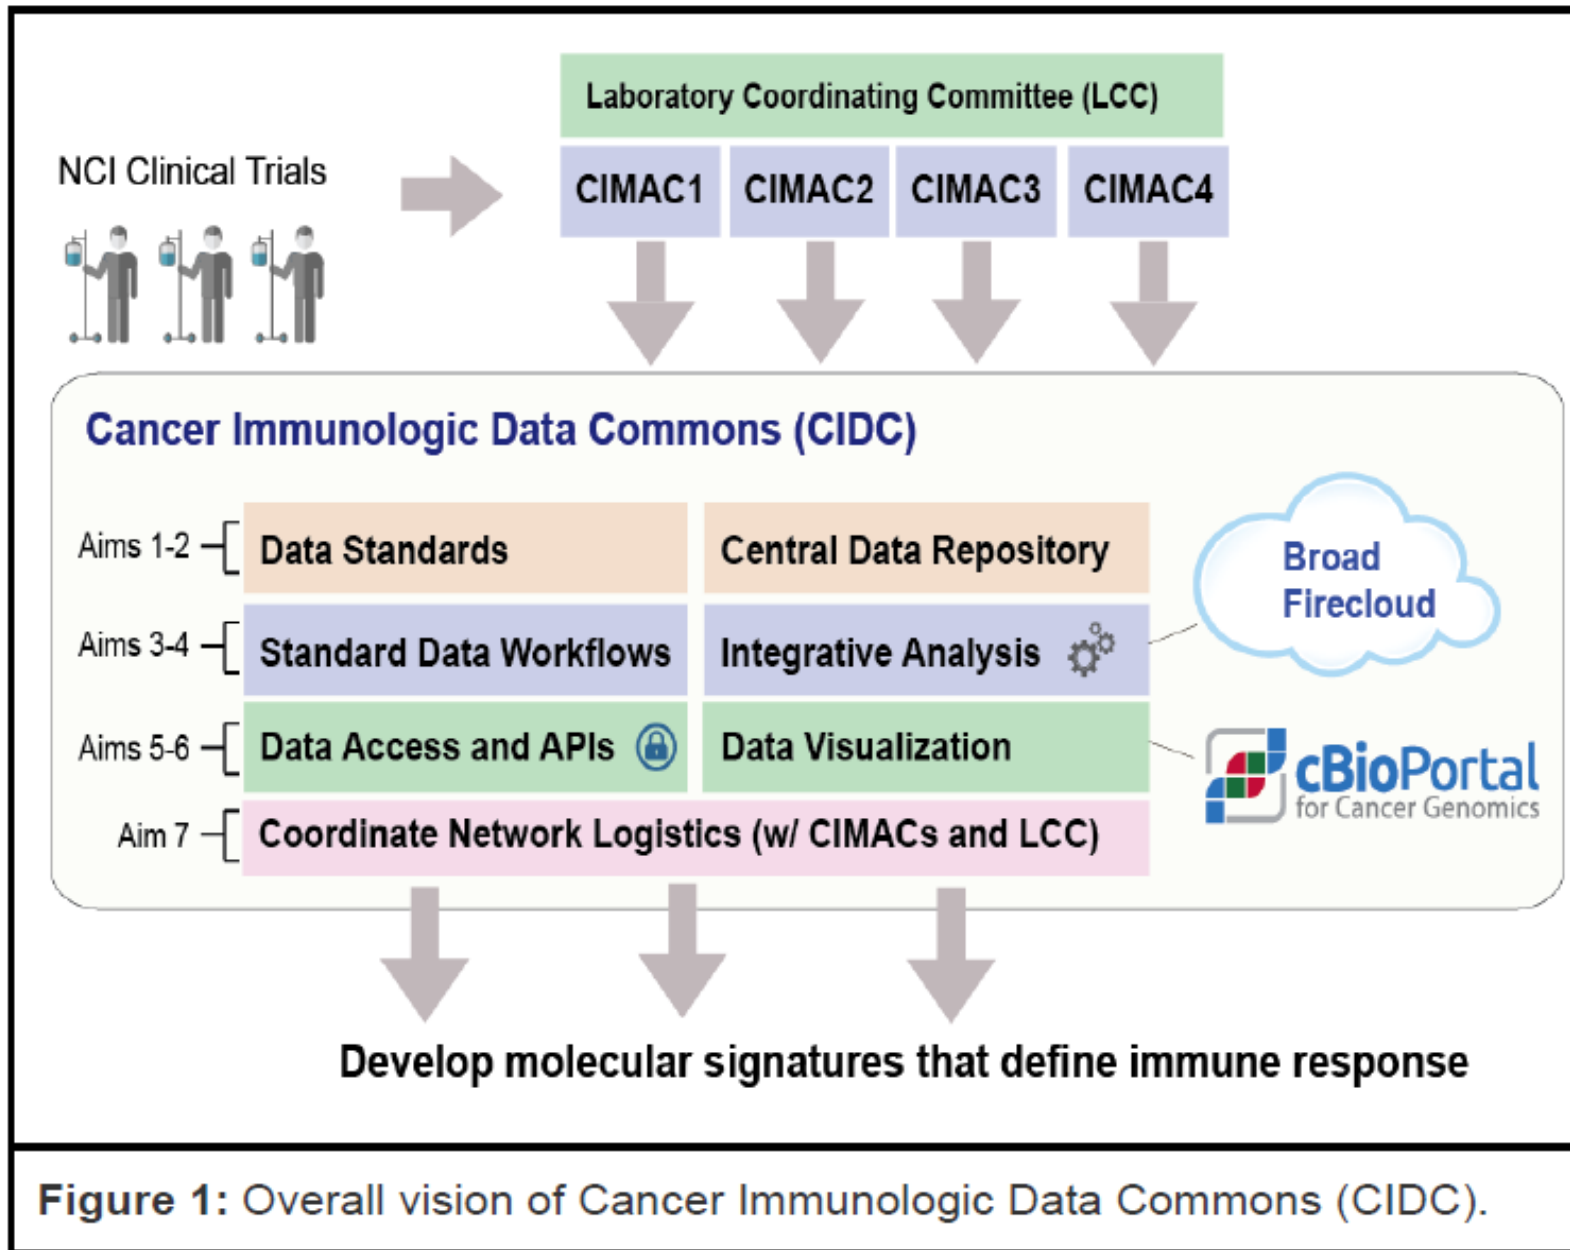 Laboratory Coordinating Committee (LCC)
NCI Clinical Trials
CIMAC1 CIMAC2 CIMAC3 CIMAC4
Cancer Immunologic Data Commons (CIDC)
Aims 1-2 Data Standards Central Data Repository
Broad
Firecloud
Aims 3-4 Standard Data Workflows Integrative Analysis
Aims 5-6 Data Access and APIs Data Visualization
cBioPortal
for Cancer Genomics
Aim 7 Coordinate Network Logistics (w/ CIMACs and LCC)
Develop molecular signatures that define immune response
Figure 1: Overall vision of Cancer Immunologic Data Commons (CIDC).